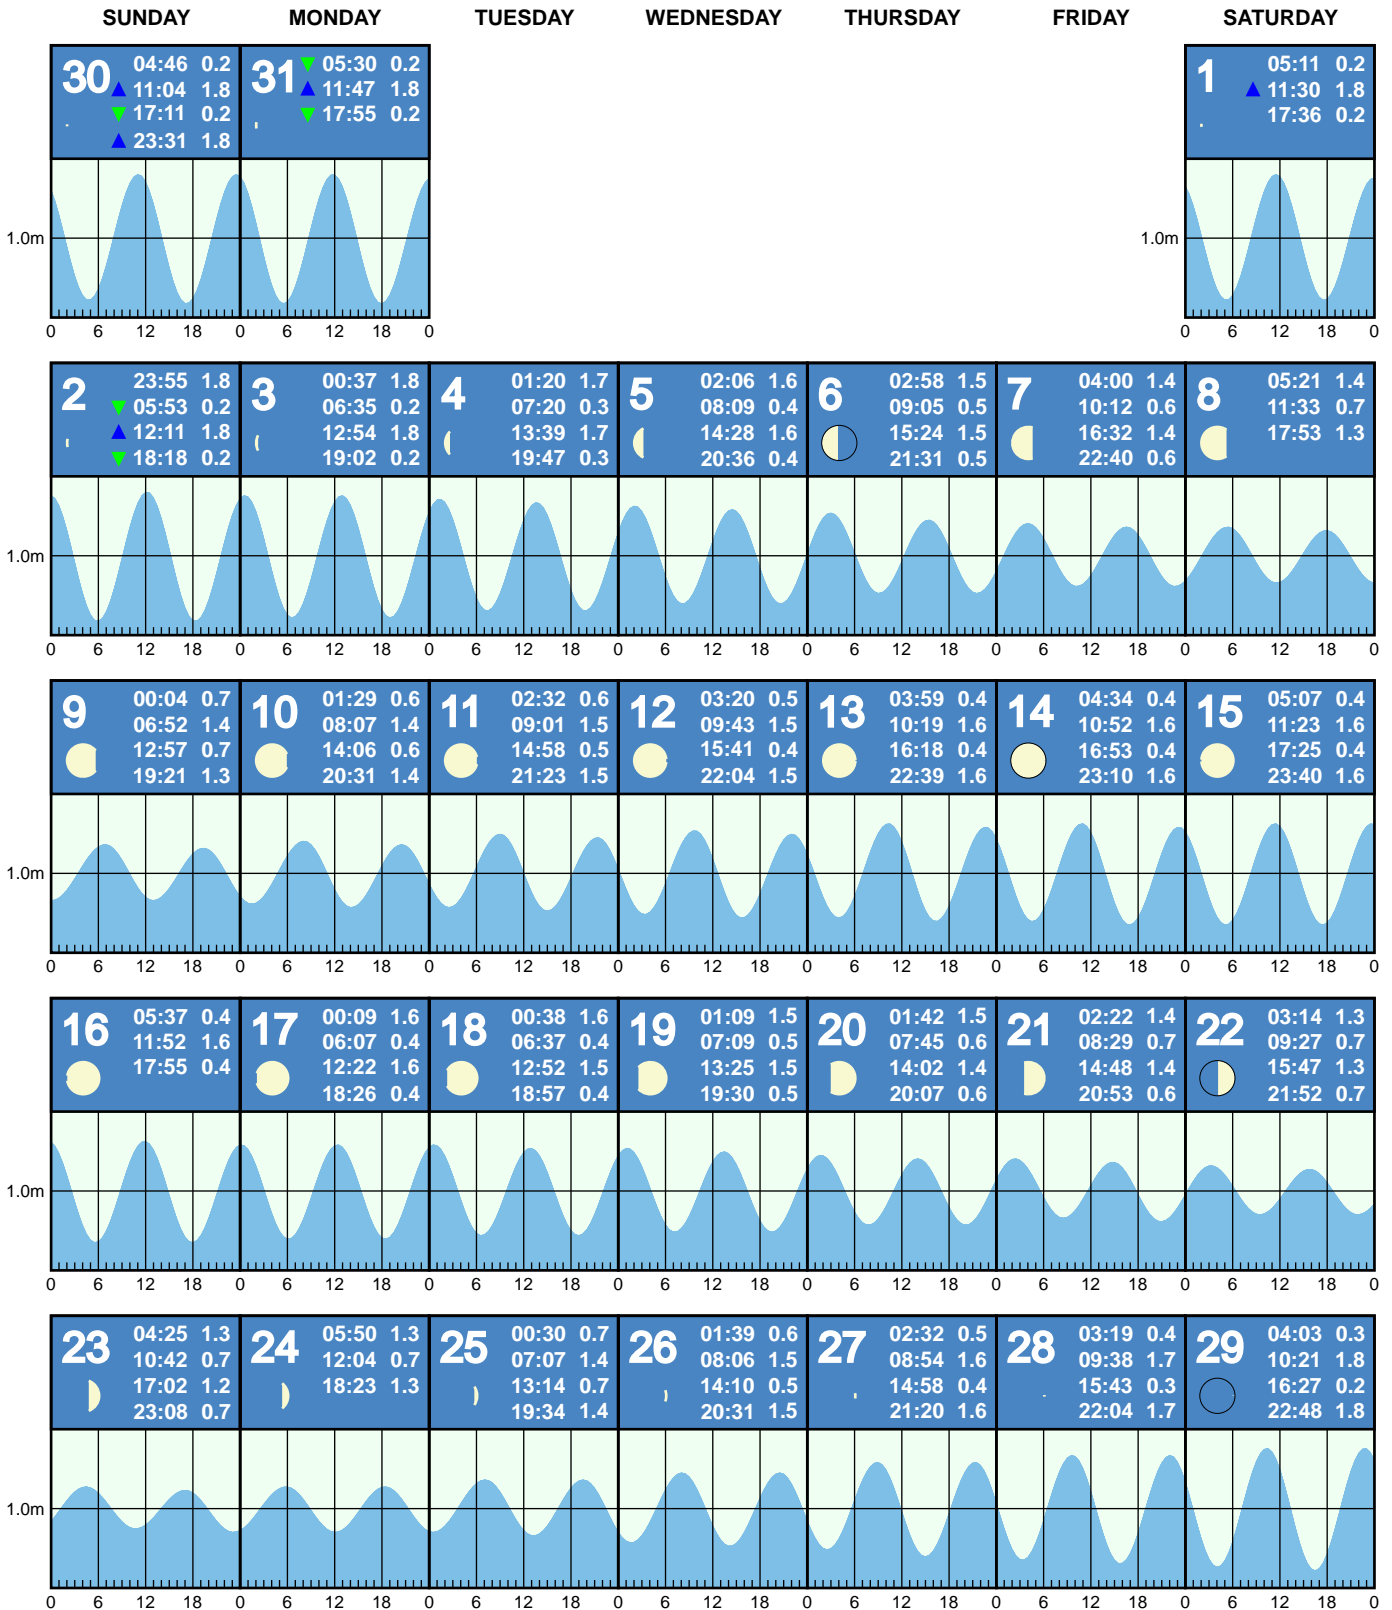 SUNDAY MONDAY TUESDAY WEDNESDAY THURSDAY FRIDAY SATURDAY
30 04:46 0.2
11:04 1.8
17:11 0.2
23:31 1.8
31 05:30 0.2
11:47 1.8
17:55 0.2
1 05:11 0.2
11:30 1.8
17:36 0.2
1.0m 1.0m
0 6 12 18 0 6 12 18 0 0 6 12 18 0
2 23:55 1.8
05:53 0.2
12:11 1.8
18:18 0.2
3 00:37 1.8
06:35 0.2
12:54 1.8
19:02 0.2
4 01:20 1.7
07:20 0.3
13:39 1.7
19:47 0.3
5 02:06 1.6
08:09 0.4
14:28 1.6
20:36 0.4
6 02:58 1.5
09:05 0.5
15:24 1.5
21:31 0.5
7 04:00 1.4
10:12 0.6
16:32 1.4
22:40 0.6
8 05:21 1.4
11:33 0.7
17:53 1.3
1.0m
0 6 12 18 0 6 12 18 0 6 12 18 0 6 12 18 0 6 12 18 0 6 12 18 0 6 12 18 0
9 00:04 0.7
06:52 1.4
12:57 0.7
19:21 1.3
10 01:29 0.6
08:07 1.4
14:06 0.6
20:31 1.4
11 02:32 0.6
09:01 1.5
14:58 0.5
21:23 1.5
12 03:20 0.5
09:43 1.5
15:41 0.4
22:04 1.5
13 03:59 0.4
10:19 1.6
16:18 0.4
22:39 1.6
14 04:34 0.4
10:52 1.6
16:53 0.4
23:10 1.6
15 05:07 0.4
11:23 1.6
17:25 0.4
23:40 1.6
1.0m
0 6 12 18 0 6 12 18 0 6 12 18 0 6 12 18 0 6 12 18 0 6 12 18 0 6 12 18 0
16 05:37 0.4
11:52 1.6
17:55 0.4
17 00:09 1.6
06:07 0.4
12:22 1.6
18:26 0.4
18 00:38 1.6
06:37 0.4
12:52 1.5
18:57 0.4
19 01:09 1.5
07:09 0.5
13:25 1.5
19:30 0.5
20 01:42 1.5
07:45 0.6
14:02 1.4
20:07 0.6
21 02:22 1.4
08:29 0.7
14:48 1.4
20:53 0.6
22 03:14 1.3
09:27 0.7
15:47 1.3
21:52 0.7
1.0m
0 6 12 18 0 6 12 18 0 6 12 18 0 6 12 18 0 6 12 18 0 6 12 18 0 6 12 18 0
23 04:25 1.3
10:42 0.7
17:02 1.2
23:08 0.7
24 05:50 1.3
12:04 0.7
18:23 1.3
25 00:30 0.7
07:07 1.4
13:14 0.7
19:34 1.4
26 01:39 0.6
08:06 1.5
14:10 0.5
20:31 1.5
27 02:32 0.5
08:54 1.6
14:58 0.4
21:20 1.6
28 03:19 0.4
09:38 1.7
15:43 0.3
22:04 1.7
29 04:03 0.3
10:21 1.8
16:27 0.2
22:48 1.8
1.0m
0 6 12 18 0 6 12 18 0 6 12 18 0 6 12 18 0 6 12 18 0 6 12 18 0 6 12 18 0